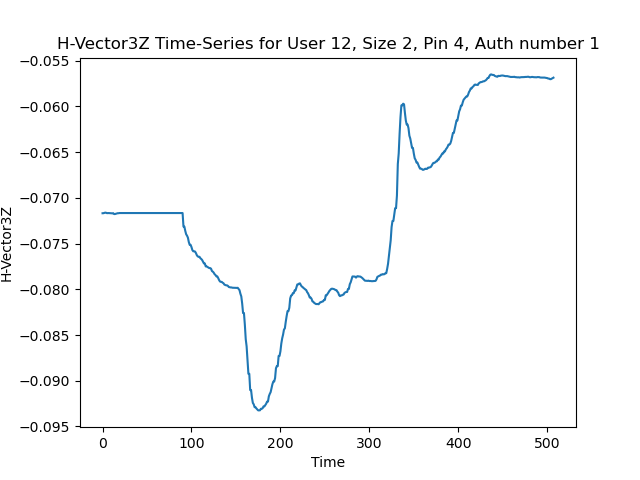 H-Vector3Z Time-Series for User 12, Size 2, Pin 4, Auth number 1
−0.055
−0.060
−0.065
−0.070
−0.075
−0.080
−0.085
−0.090
−0.095
H-Vector3Z
0 100 200 300 400 500
Time